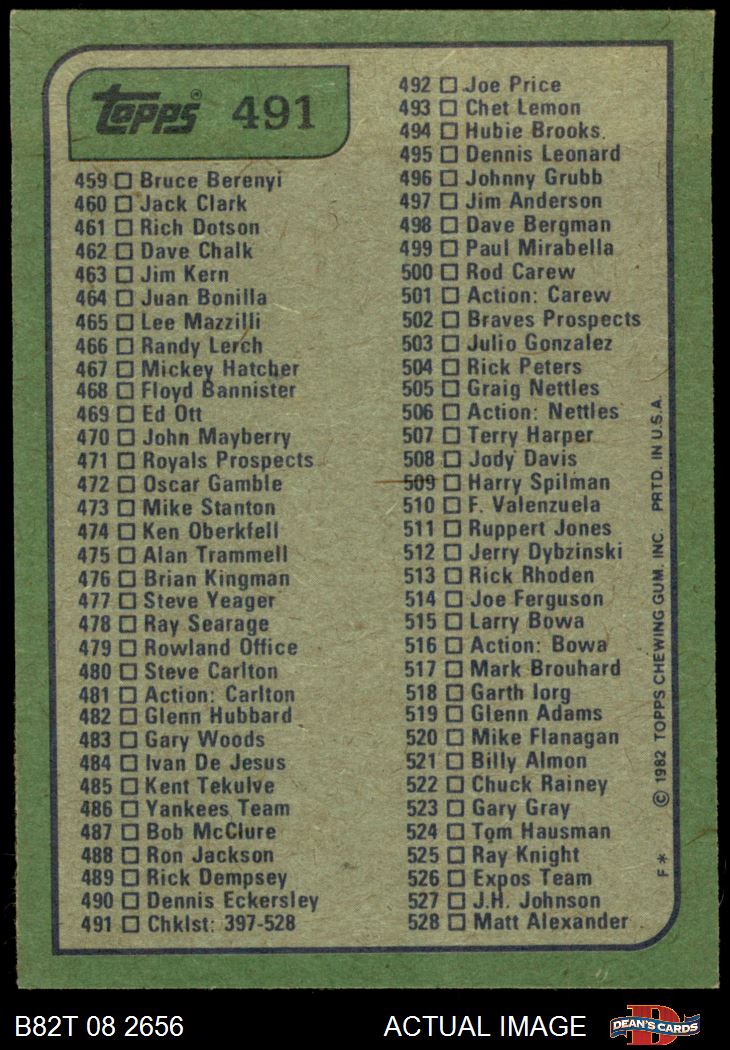 Topps® 491
459 □ Bruce Berenyi
460 □ Jack Clark
461 □ Rich Dotson
462 □ Dave Chalk
463 □ Jim Kern
464 □ Juan Bonilla
465 □ Lee Mazzilli
466 □ Randy Lerch
467 □ Mickey Hatcher
468 □ Floyd Bannister
469 □ Ed Ott
470 □ John Mayberry
471 □ Royals Prospects
472 □ Oscar Gamble
473 □ Mike Stanton
474 □ Ken Oberkfell
475 □ Alan Trammell
476 □ Brian Kingman
477 □ Steve Yeager
478 □ Ray Searage
479 □ Rowland Office
480 □ Steve Carlton
481 □ Action: Carlton
482 □ Glenn Hubbard
483 □ Gary Woods
484 □ Ivan De Jesus
485 □ Kent Tekulve
486 □ Yankees Team
487 □ Bob McClure
488 □ Ron Jackson
489 □ Rick Dempsey
490 □ Dennis Eckersley
491 □ Chklst: 397-528
492 □ Joe Price
493 □ Chet Lemon
494 □ Hubie Brooks
495 □ Dennis Leonard
496 □ Johnny Grubb
497 □ Jim Anderson
498 □ Dave Bergman
499 □ Paul Mirabella
500 □ Rod Carew
501 □ Action: Carew
502 □ Braves Prospects
503 □ Julio Gonzalez
504 □ Rick Peters
505 □ Graig Nettles
506 □ Action: Nettles
507 □ Terry Harper
508 □ Jody Davis
509 □ Harry Spilman
510 □ F. Valenzuela
511 □ Ruppert Jones
512 □ Jerry Dybzinski
513 □ Rick Rhoden
514 □ Joe Ferguson
515 □ Larry Bowa
516 □ Action: Bowa
517 □ Mark Brouhard
518 □ Garth Iorg
519 □ Glenn Adams
520 □ Mike Flanagan
521 □ Billy Almon
522 □ Chuck Rainey
523 □ Gary Gray
524 □ Tom Hausman
525 □ Ray Knight
526 □ Expos Team
527 □ J.H. Johnson
528 □ Matt Alexander
F* © 1982 TOPPS CHEWING GUM. INC. PRTD. IN U.S.A.
B82T 08 2656 ACTUAL IMAGE D DEAN'S CARDS